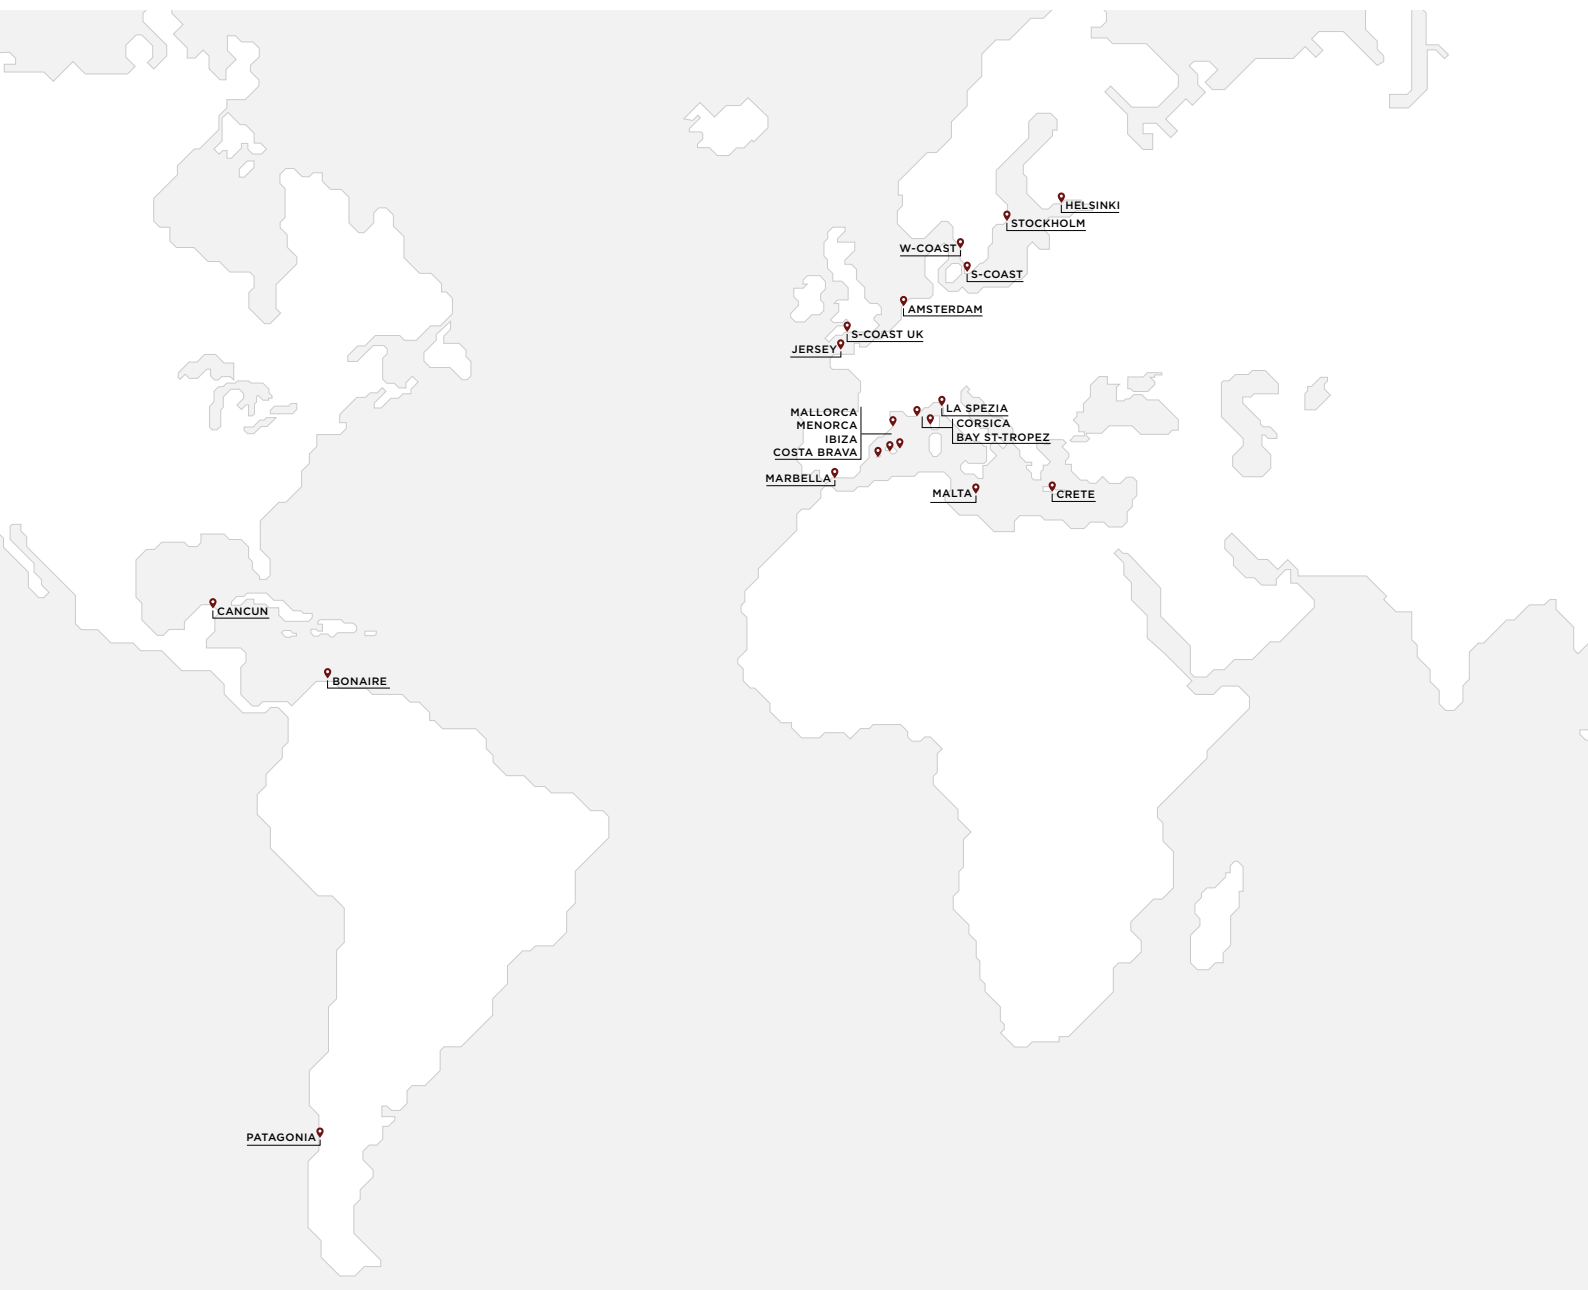 HELSINKI
STOCKHOLM
W-COAST
S-COAST
AMSTERDAM
S-COAST UK
JERSEY
LA SPEZIA
MALLORCA
CORSICA
MENORCA
BAY ST-TROPEZ
IBIZA
COSTA BRAVA
MARBELLA
MALTA
CRETE
CANCUN
BONAIRE
PATAGONIA